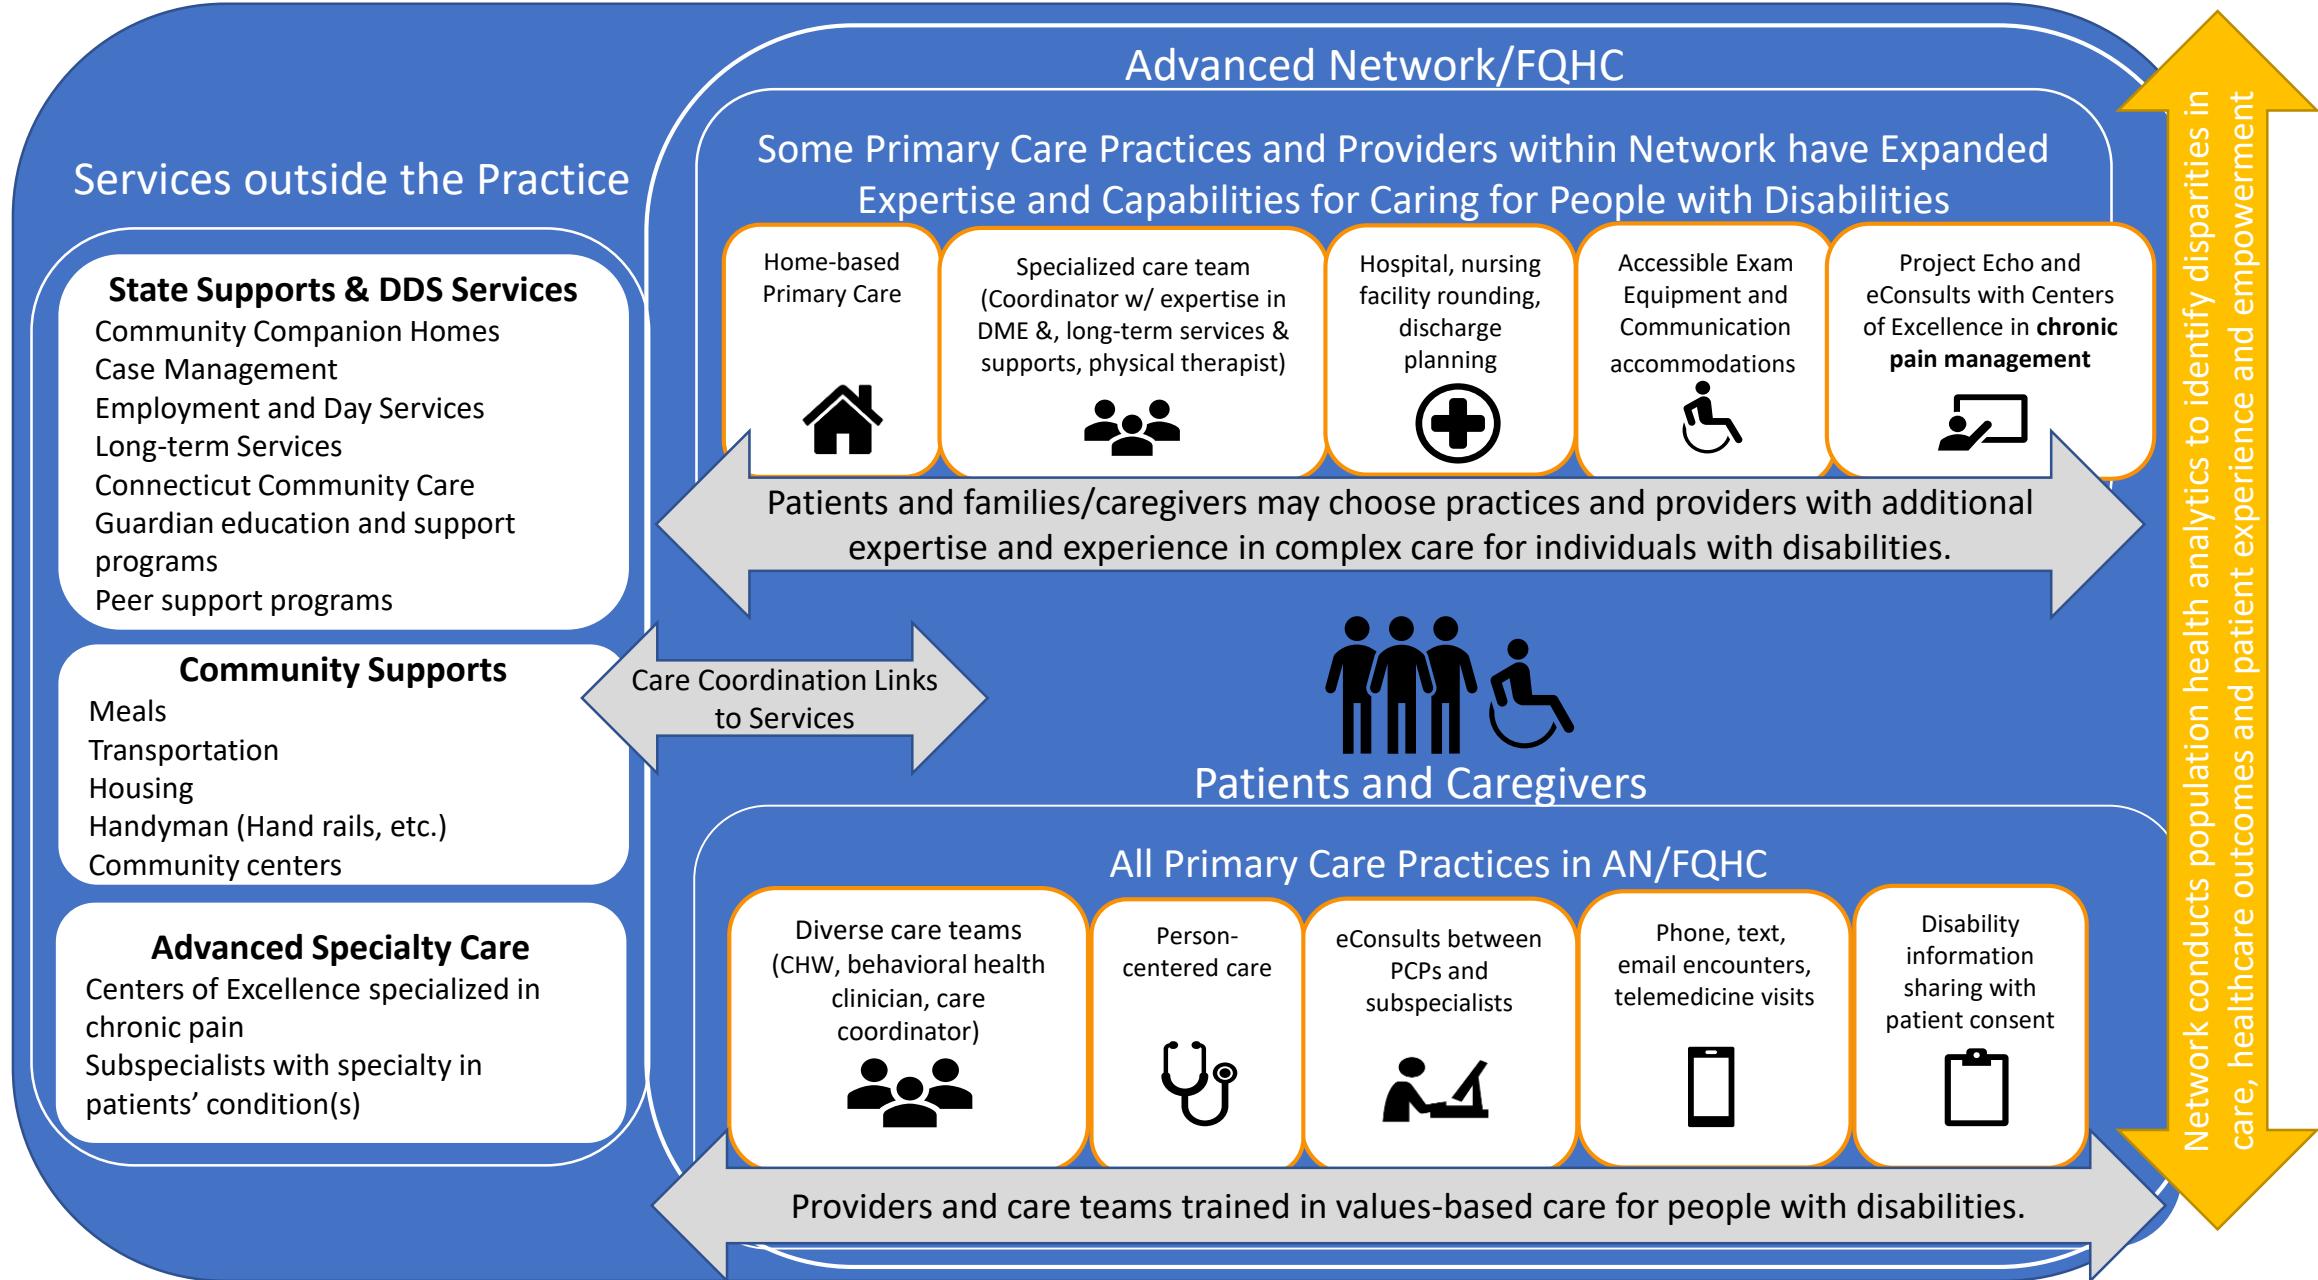 Advanced Network/FQHC
Services outside the Practice
State Supports & DDS Services
Community Companion Homes
Case Management
Employment and Day Services
Long-term Services
Connecticut Community Care
Guardian education and support
programs
Peer support programs
Community Supports
Meals
Transportation
Housing
Handyman (Hand rails, etc.)
Community centers
Advanced Specialty Care
Centers of Excellence specialized in
chronic pain
Subspecialists with specialty in
patients’ condition(s)
Some Primary Care Practices and Providers within Network have Expanded
Expertise and Capabilities for Caring for People with Disabilities
Home-based
Primary Care
Specialized care team
(Coordinator w/ expertise in
DME &, long-term services &
supports, physical therapist)
Hospital, nursing
facility rounding,
discharge
planning
Accessible Exam
Equipment and
Communication
accommodations
Project Echo and
eConsults with Centers
of Excellence in chronic
pain management
Patients and families/caregivers may choose practices and providers with additional
expertise and experience in complex care for individuals with disabilities.
Care Coordination Links
to Services
Patients and Caregivers
All Primary Care Practices in AN/FQHC
Diverse care teams
(CHW, behavioral health
clinician, care
coordinator)
Person-
centered care
eConsults between
PCPs and
subspecialists
Phone, text,
email encounters,
telemedicine visits
Disability
information
sharing with
patient consent
Providers and care teams trained in values-based care for people with disabilities.
Network conducts population health analytics to identify disparities in
care, healthcare outcomes and patient experience and empowerment